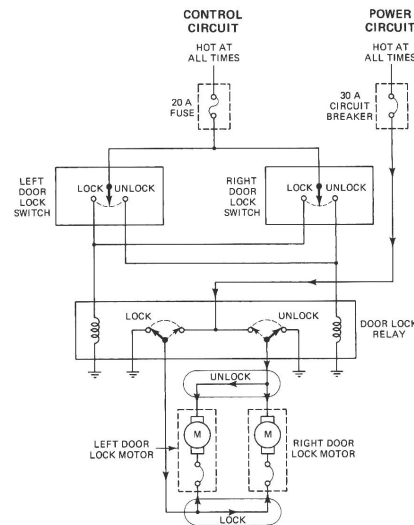 CONTROL
CIRCUIT
POWER
CIRCUIT
HOT AT
ALL TIMES
HOT AT
ALL TIMES
20 A
FUSE
30 A
CIRCUIT
BREAKER
LEFT
DOOR
LOCK
SWITCH
LOCK
UNLOCK
RIGHT
DOOR
LOCK
SWITCH
LOCK
UNLOCK
LOCK
UNLOCK
DOOR LOCK
RELAY
UNLOCK
M
M
LEFT DOOR
LOCK MOTOR
RIGHT DOOR
LOCK MOTOR
LOCK